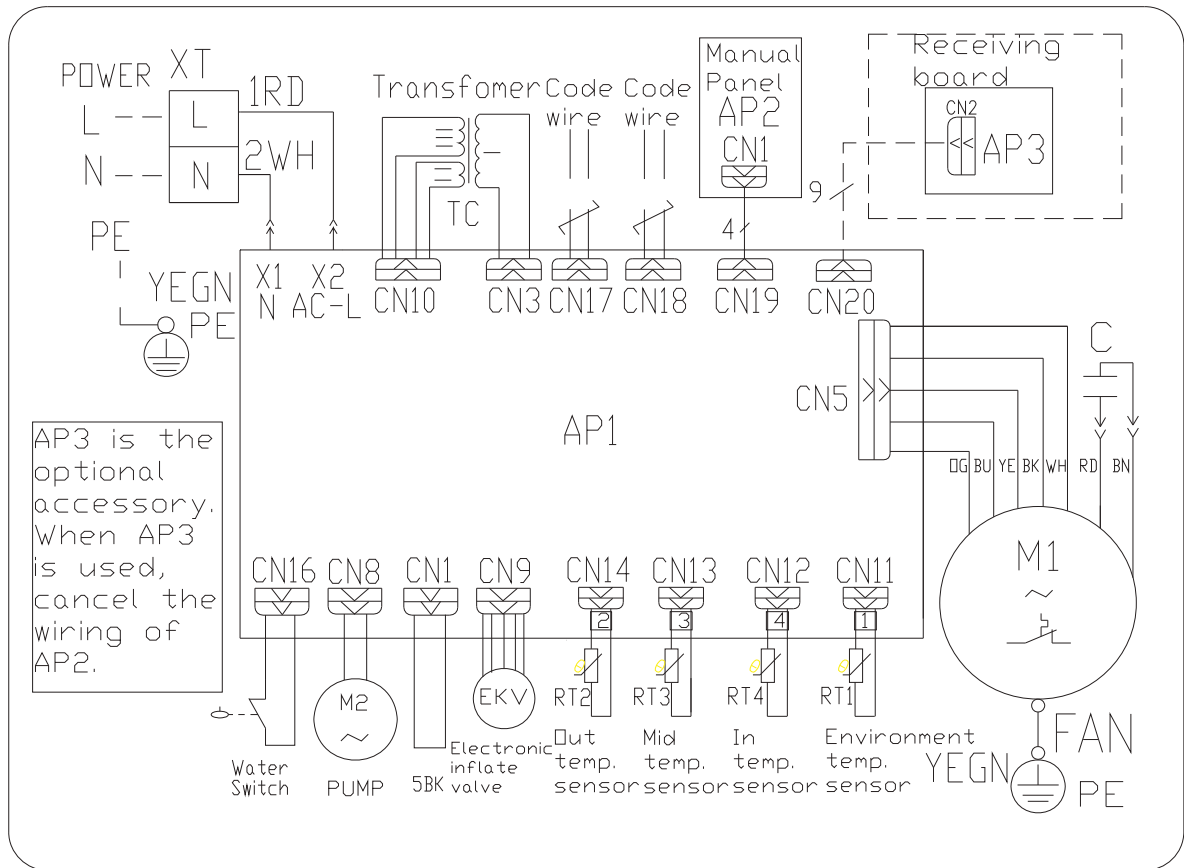 POWER XT
L L 1RD
N N 2WH
PE
YEGN
PE
Transfomer
TC
Code
wire
Code
wire
Manual
Panel
AP2
CN1
4
Receiving
board
CN2
AP3
9
X1
N
X2
AC-L
CN10
CN3
CN17
CN18
CN19
CN20
CN5
AP1
C
OG BU YE BK WH RD BN
M1
~
FAN
YEGN
PE
AP3 is the
optional
accessory.
When AP3
is used,
cancel the
wiring of
AP2.
CN16
CN8
CN1
CN9
CN14
CN13
CN12
CN11
2
3
4
1
θ
θ
θ
θ
RT2
RT3
RT4
RT1
M2
~
EKV
Water
Switch
PUMP
5BK
Electronic
inflate
valve
Out
temp.
sensor
Mid
temp.
sensor
In
temp.
sensor
Environment
temp.
sensor